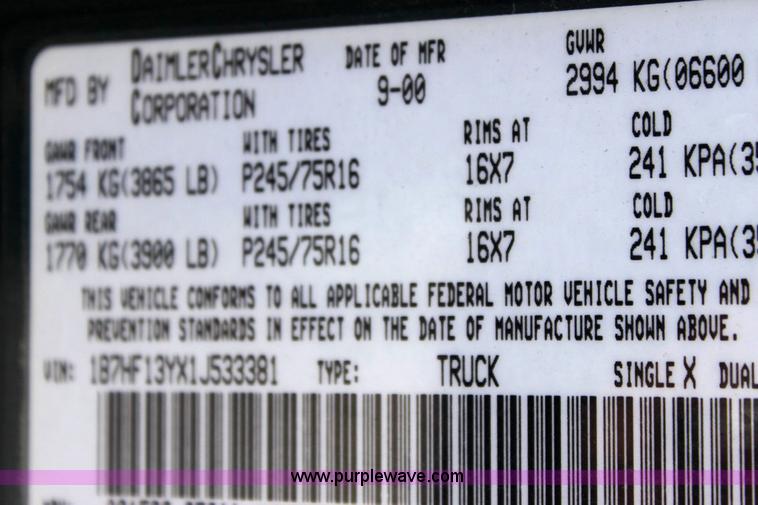 MFD BY DAIMLERCHRYSLER CORPORATION DATE OF MFR 9-00 GVWR 2994 KG(06600
GAWR FRONT WITH TIRES RIMS AT COLD
1754 KG(3865 LB) P245/75R16 16X7 241 KPA(35
GAWR REAR WITH TIRES RIMS AT COLD
1770 KG(3900 LB) P245/75R16 16X7 241 KPA(35
THIS VEHICLE CONFORMS TO ALL APPLICABLE FEDERAL MOTOR VEHICLE SAFETY AND
PREVENTION STANDARDS IN EFFECT ON THE DATE OF MANUFACTURE SHOWN ABOVE.
VIN: 1B7HF13YX1J533381 TYPE: TRUCK SINGLE X DUAL
www.purplewave.com